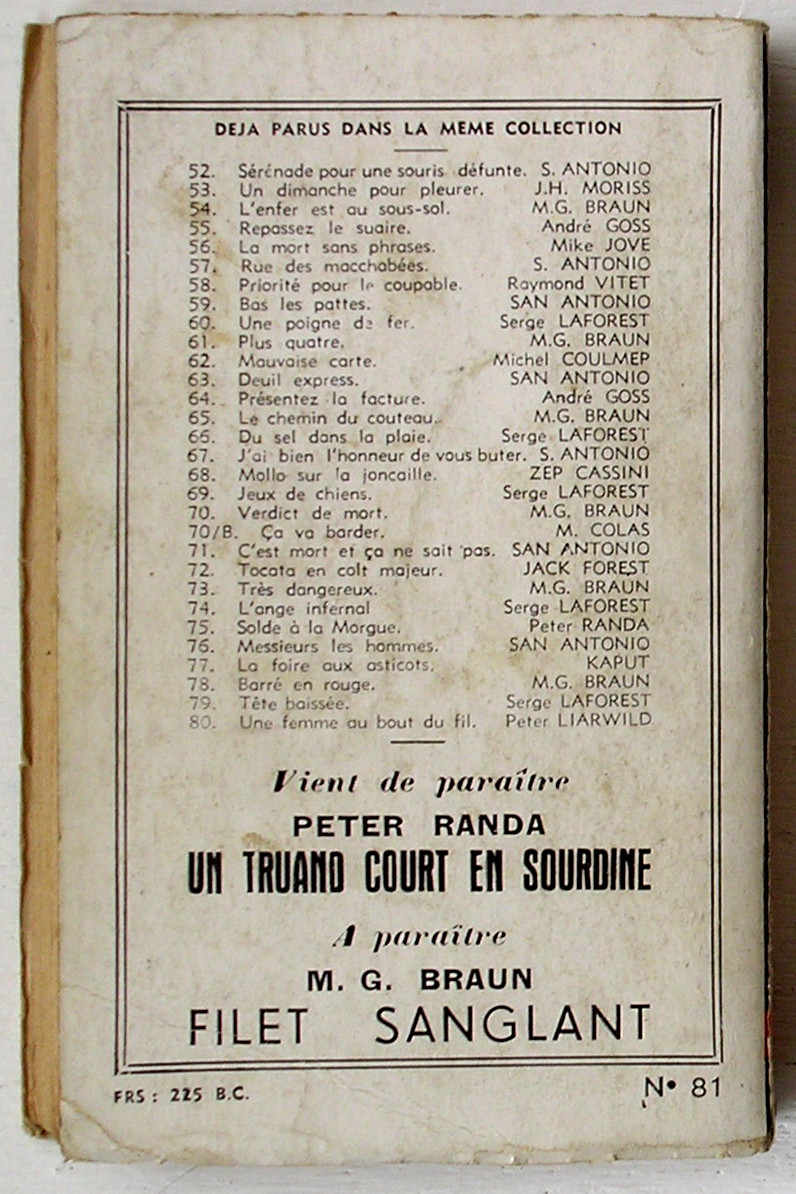 DEJA PARUS DANS LA MEME COLLECTION
52. Sérénade pour une souris défunte. S. ANTONIO
53. Un dimanche pour pleurer. J.H. MORISS
54. L'enfer est au sous-sol. M.G. BRAUN
55. Repassez le suaire. André GOSS
56. La mort sans phrases. Mike JOVE
57. Rue des macchabées. S. ANTONIO
58. Priorité pour le coupable. Raymond VITET
59. Bas les pattes. SAN ANTONIO
60. Une poigne de fer. Serge LAFOREST
61. Plus quatre. M.G. BRAUN
62. Mauvaise carte. Michel COULMEP
63. Deuil express. SAN ANTONIO
64. Présentez la facture. André GOSS
65. Le chemin du couteau. M.G. BRAUN
66. Du sel dans la plaie. Serge LAFOREST
67. J'ai bien l'honneur de vous buter. S. ANTONIO
68. Mollo sur la joncaille. ZEP CASSINI
69. Jeux de chiens. Serge LAFOREST
70. Verdict de mort. M.G. BRAUN
70/B. Ça va barder. M. COLAS
71. C'est mort et ça ne sait pas. SAN ANTONIO
72. Tocata en colt majeur. JACK FOREST
73. Très dangereux. M.G. BRAUN
74. L'ange infernal Serge LAFOREST
75. Solde à la Morgue. Peter RANDA
76. Messieurs les hommes. SAN ANTONIO
77. La foire aux asticots. KAPUT
78. Barré en rouge. M.G. BRAUN
79. Tête baissée. Serge LAFOREST
80. Une femme au bout du fil. Peter LIARWILD
Vient de paraître
PETER RANDA
UN TRUAND COURT EN SOURDINE
A paraître
M. G. BRAUN
FILET SANGLANT
FRS : 225 B.C. N° 81